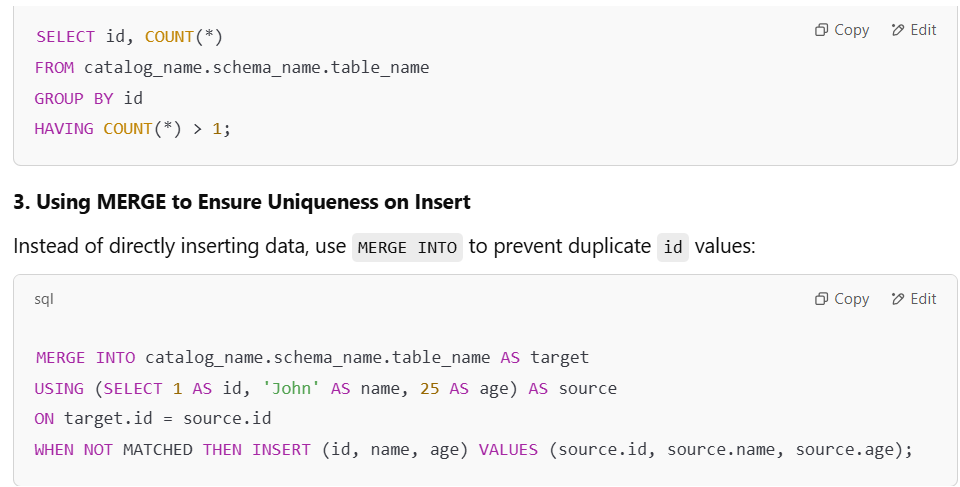 Copy Edit
SELECT id, COUNT(*)
FROM catalog_name.schema_name.table_name
GROUP BY id
HAVING COUNT(*) > 1;
3. Using MERGE to Ensure Uniqueness on Insert
Instead of directly inserting data, use MERGE INTO to prevent duplicate id values:
sql Copy Edit
MERGE INTO catalog_name.schema_name.table_name AS target
USING (SELECT 1 AS id, 'John' AS name, 25 AS age) AS source
ON target.id = source.id
WHEN NOT MATCHED THEN INSERT (id, name, age) VALUES (source.id, source.name, source.age);